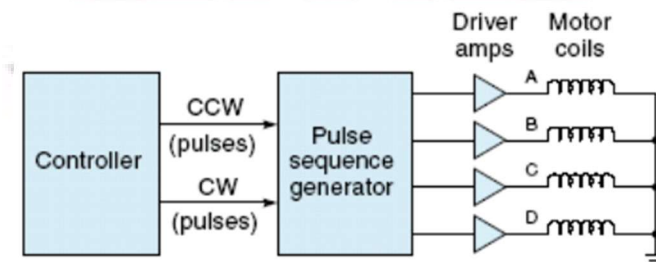 Driver
amps
Motor
coils
Controller
CCW
(pulses)
CW
(pulses)
Pulse
sequence
generator
A
B
C
D